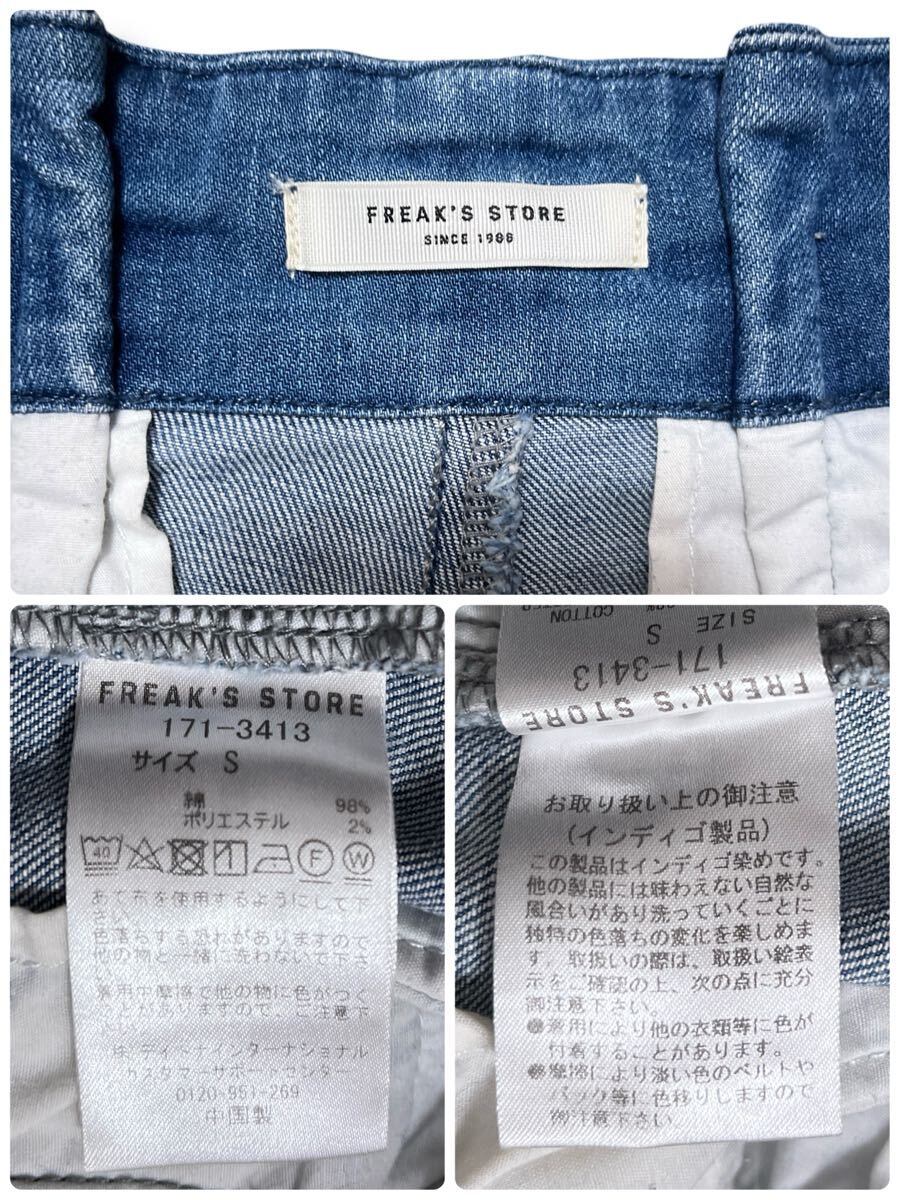 FREAK'S STORE
SINCE 1986
FREAK'S STORE
171-3413
サイズ S
綿 98%
ポリエステル 2%
40 F W
あて布を使用するようにして下
さい。
色落ちする恐れがありますので
他の物と一緒に洗わないで下さい。
着用中摩擦で他の物に色がつく
ことがありますので、ご注意下
さい。
(株)デイトナインターナショナル
カスタマーサポートセンター
0120-951-269
中国製
COTTON
SIZE S
171-3413
FREAK'S STORE
お取り扱い上の御注意
(インディゴ製品)
この製品はインディゴ染めです。
他の製品には味わえない自然な
風合いがあり洗っていくごとに
独特の色落ちの変化を楽しめま
す。取扱いの際は、取扱い絵表
示をご確認の上、次の点に充分
御注意下さい。
●着用により他の衣類等に色が
付着することがあります。
●摩擦により淡い色のベルトや
バック等に色移りしますので
御注意下さい。